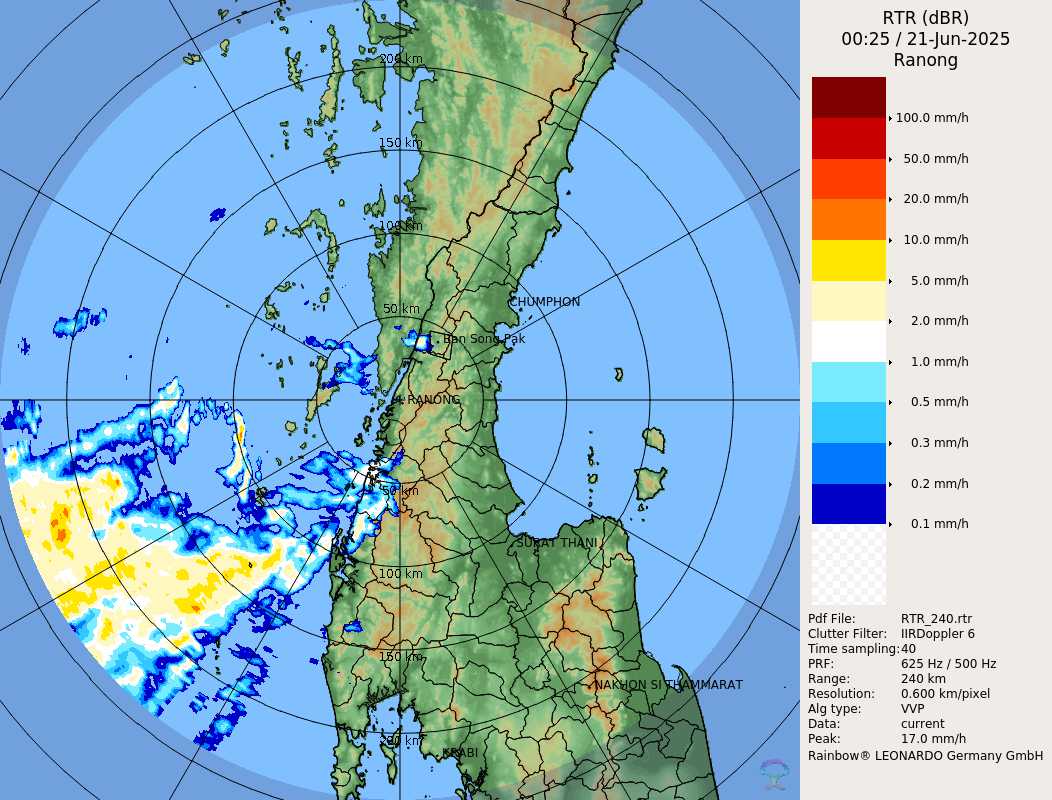 RTR (dBR)
00:25 / 21-Jun-2025
Ranong
100.0 mm/h
50.0 mm/h
20.0 mm/h
10.0 mm/h
5.0 mm/h
2.0 mm/h
1.0 mm/h
0.5 mm/h
0.3 mm/h
0.2 mm/h
0.1 mm/h
Pdf File: RTR_240.rtr
Clutter Filter: IIRDoppler 6
Time sampling:40
PRF: 625 Hz / 500 Hz
Range: 240 km
Resolution: 0.600 km/pixel
Alg type: VVP
Data: current
Peak: 17.0 mm/h
Rainbow® LEONARDO Germany GmbH
200 km
150 km
100 km
50 km
CHUMPHON
Ban Song Pak
RANONG
50 km
SURAT THANI
100 km
150 km
NAKHON SI THAMMARAT
200 km
KRABI